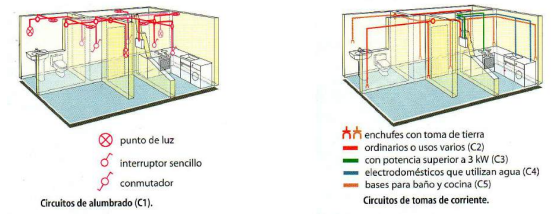 punto de luz
interruptor sencillo
conmutador
Circuitos de alumbrado (C1).
enchufes con toma de tierra
ordinarios o usos varios (C2)
con potencia superior a 3 kW (C3)
electrodomésticos que utilizan agua (C4)
bases para baño y cocina (C5)
Circuitos de tomas de corriente.